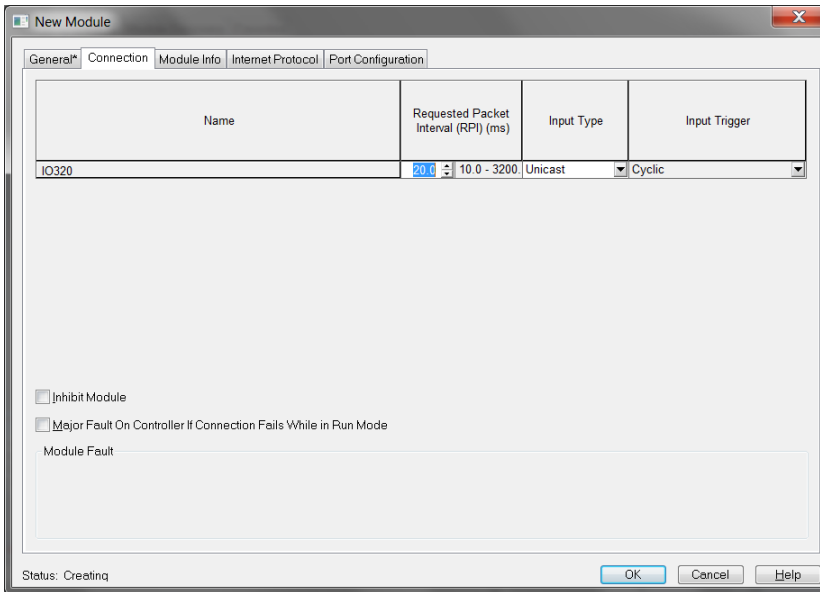 New Module
General* Connection Module Info Internet Protocol Port Configuration
Name Requested Packet Interval (RPI) (ms) Input Type Input Trigger
IO320 20.0 10.0 - 3200. Unicast Cyclic
Inhibit Module
Major Fault On Controller If Connection Fails While in Run Mode
Module Fault
Status: Creating OK Cancel Help